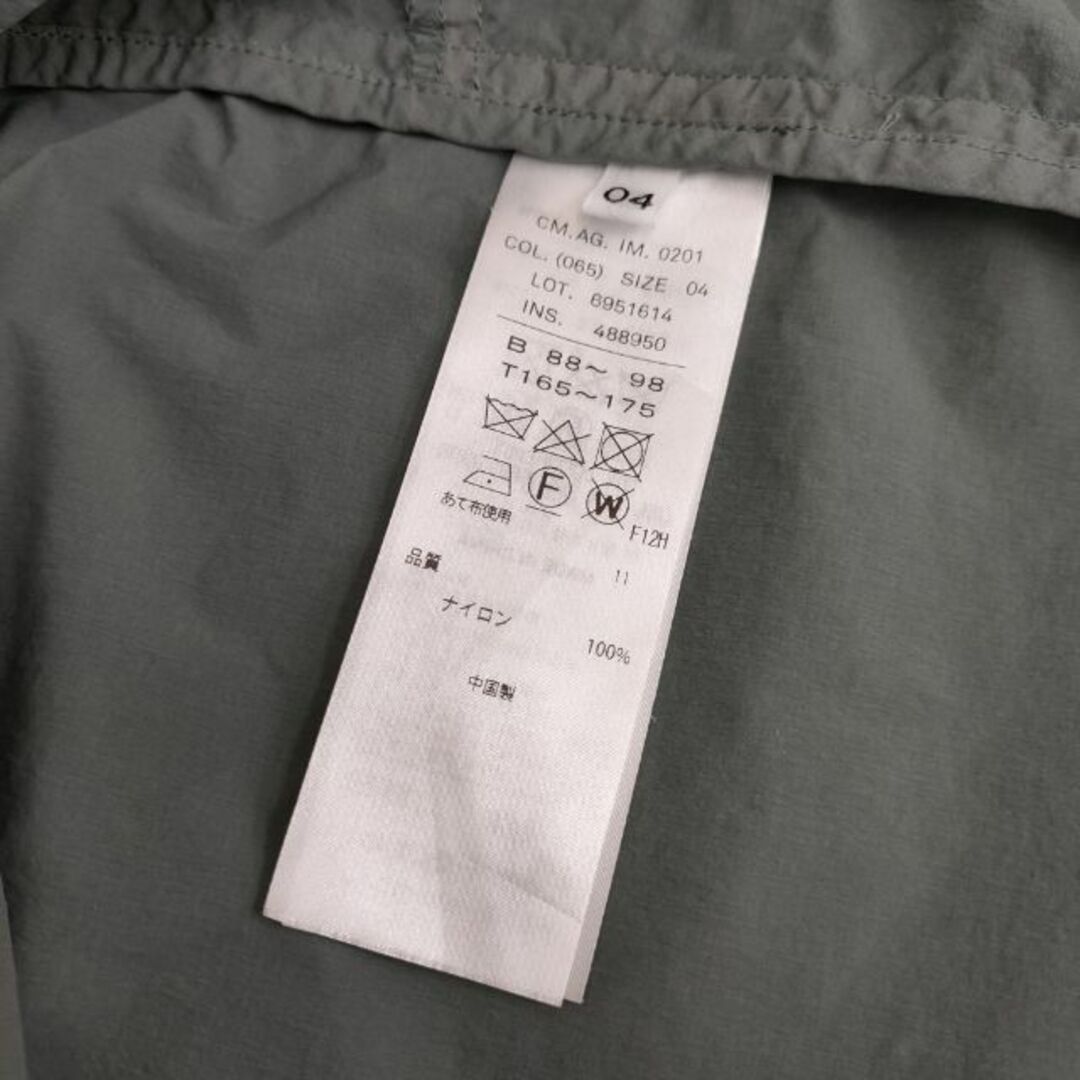 04
CM.AG. IM. 0201
COL. (065) SIZE 04
LOT. 8951614
INS. 488950
B 88～ 98
T165～175
F W
あて布使用 F12H
品質 11
ナイロン 100%
中国製